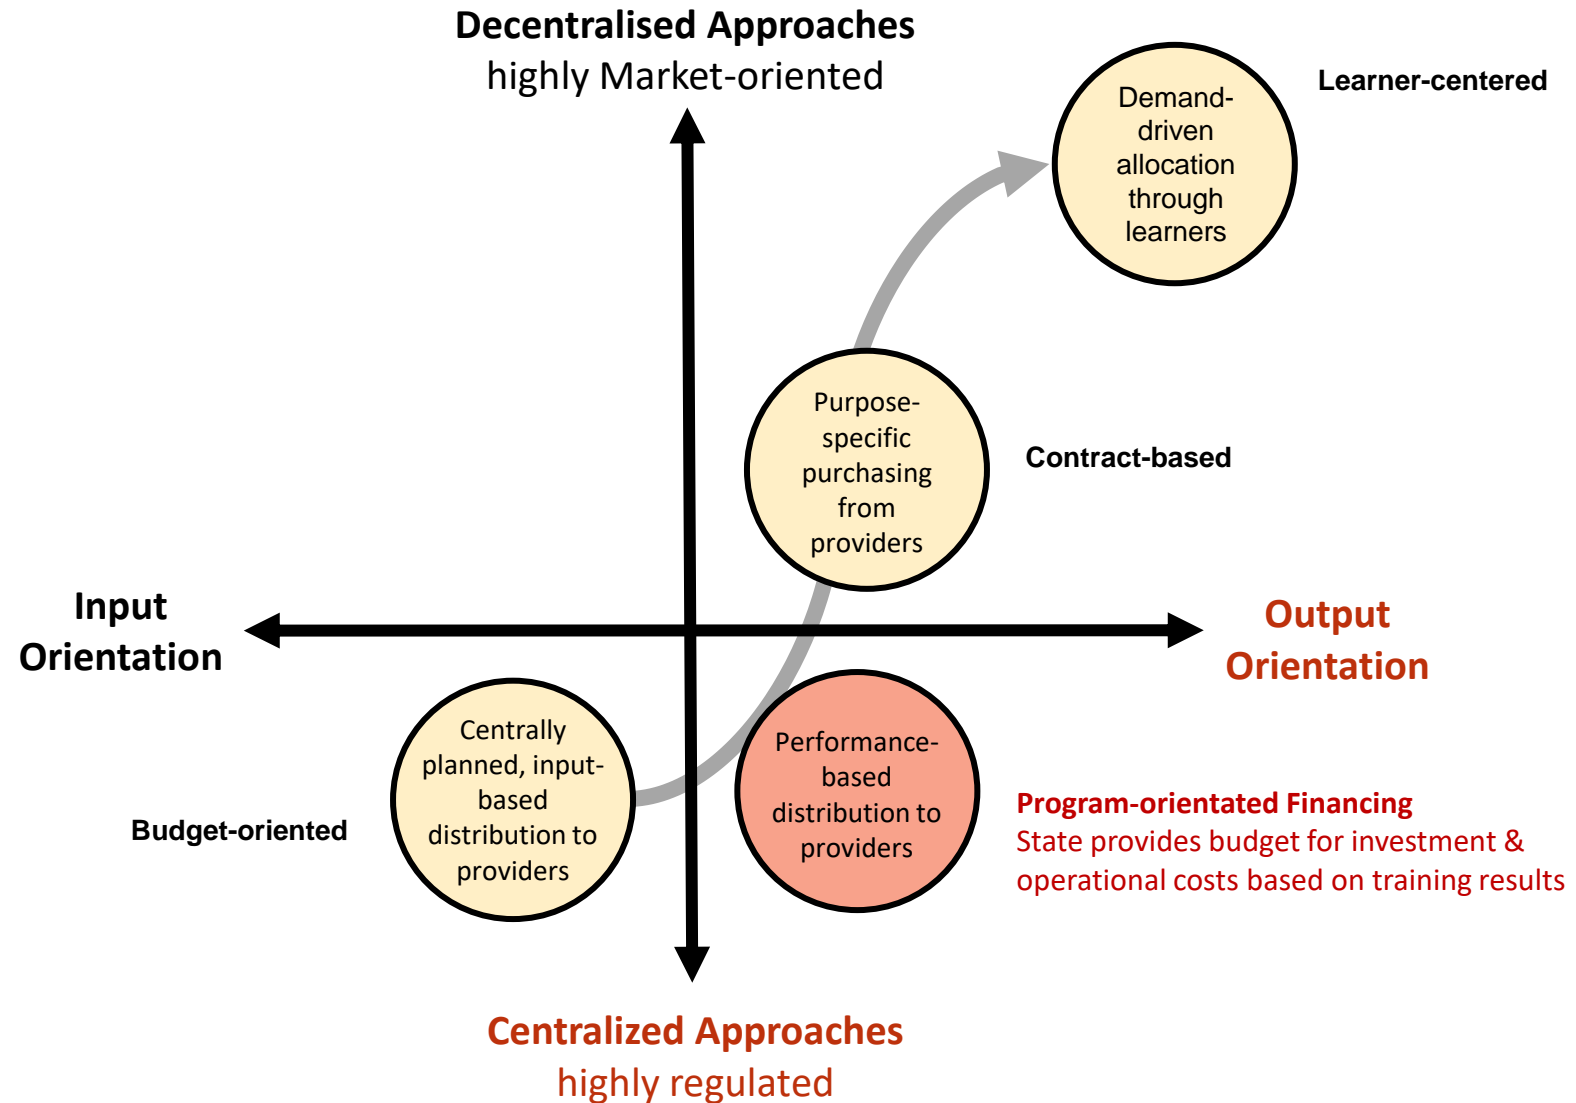 Decentralised Approaches
highly Market-oriented
Demand-
driven
allocation
through
learners
Learner-centered
Purpose-
specific
purchasing
from
providers
Contract-based
Input
Orientation
Output
Orientation
Centrally
planned, input-
based
distribution to
providers
Budget-oriented
Performance-
based
distribution to
providers
Program-orientated Financing
State provides budget for investment &
operational costs based on training results
Centralized Approaches
highly regulated